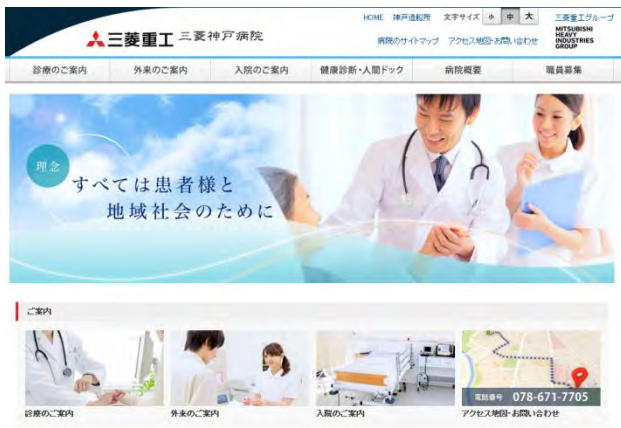 HOME 神戸造船所 文字サイズ 小 中 大 三菱重工グループ
三菱重工 三菱神戸病院
病院のサイトマップ アクセス地図・お問い合わせ
MITSUBISHI
HEAVY
INDUSTRIES
GROUP
診療のご案内 外来のご案内 入院のご案内 健康診断・人間ドック 病院概要 職員募集
理念
すべては患者様と
地域社会のために
ご案内
電話番号 078-671-7705
診療のご案内 外来のご案内 入院のご案内 アクセス地図・お問い合わせ